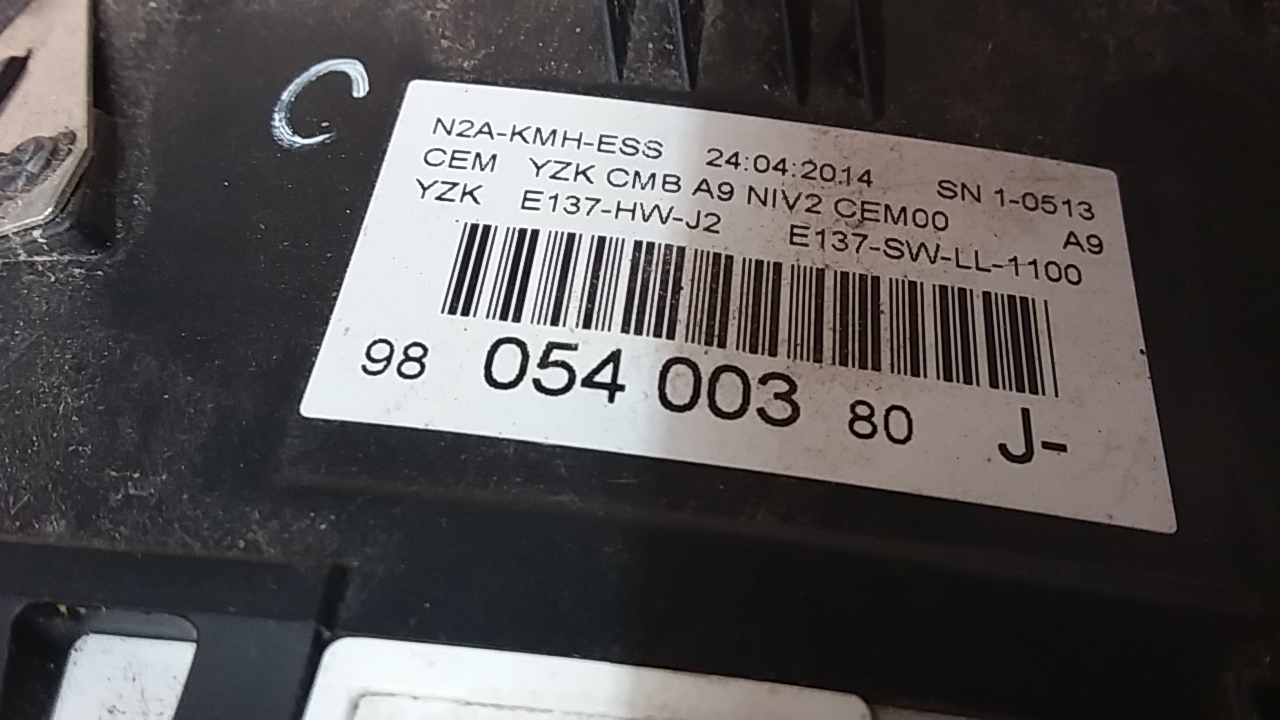 C
N2A-KMH-ESS 24:04:2014 SN 1-0513
CEM YZK CMB A9 NIV2 CEM00 A9
YZK E137-HW-J2 E137-SW-LL-1100
98 054 003 80 J-